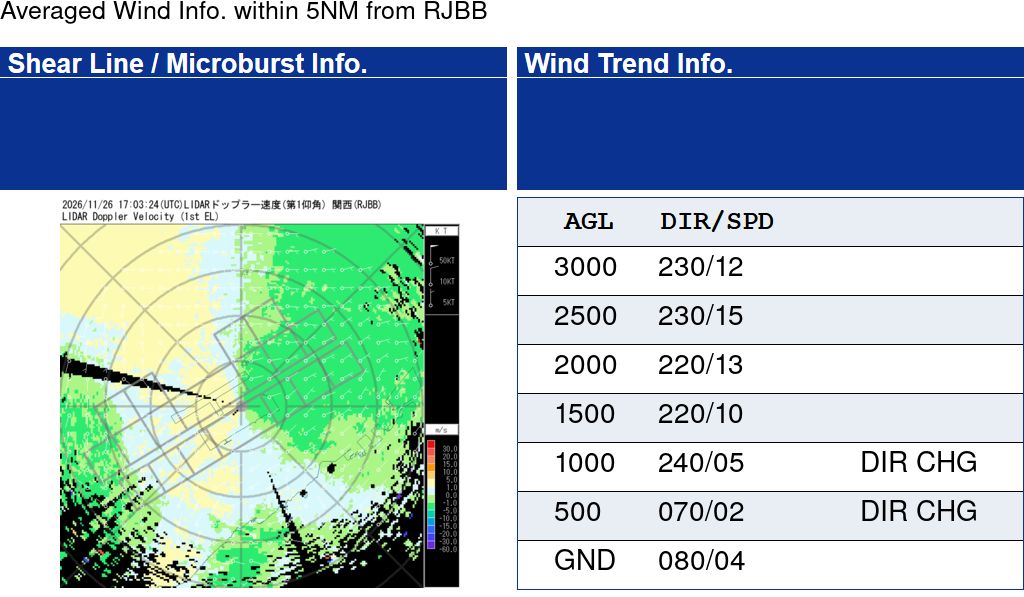 Averaged Wind Info. within 5NM from RJBB
Shear Line / Microburst Info.
Wind Trend Info.
2026/11/26 17:03:24(UTC)LIDARドップラー速度(第1仰角) 関西(RJBB)
LIDAR Doppler Velocity (1st EL)
KT
50KT
10KT
5KT
m/s
30.0
20.0
15.0
10.0
5.0
1.0
0.0
-1.0
-5.0
-10.0
-15.0
-20.0
-30.0
-60.0
AGL DIR/SPD
3000 230/12
2500 230/15
2000 220/13
1500 220/10
1000 240/05 DIR CHG
500 070/02 DIR CHG
GND 080/04